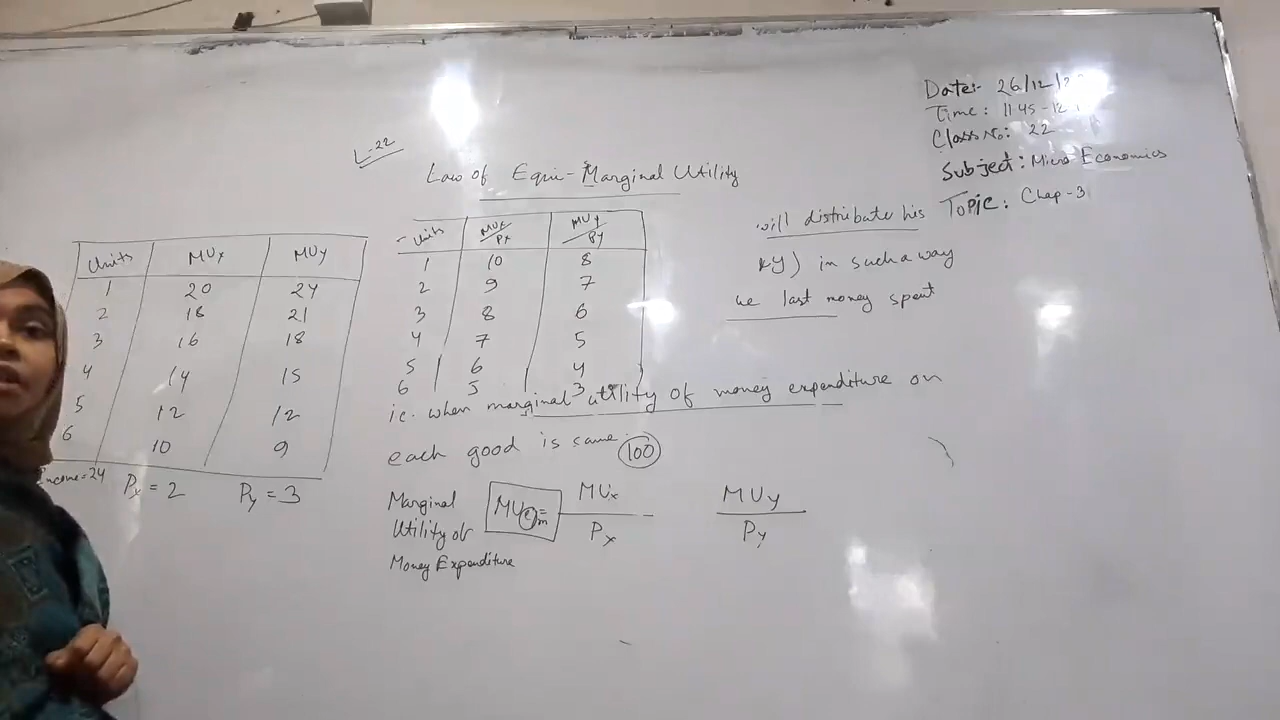 L-22
Law of Equi-Marginal Utility
Date:- 26/12/2
Time: 11.45-12.
Class No: 22
Subject: Micro Economics
Topic: Chap-3
Units MUx MUy
1 20 24
2 18 21
3 16 18
4 14 15
5 12 12
6 10 9
Income=24 Px = 2 Py = 3
Units MUx/Px MUy/Py
1 10 8
2 9 7
3 8 6
4 7 5
5 6 4
6 5 3
will distribute his
y) in such a way
last money spent
i.e. when marginal utility of money expenditure on
each good is same. 100
Marginal
Utility of
Money Expenditure
MUe m = MUx/Px MUy/Py